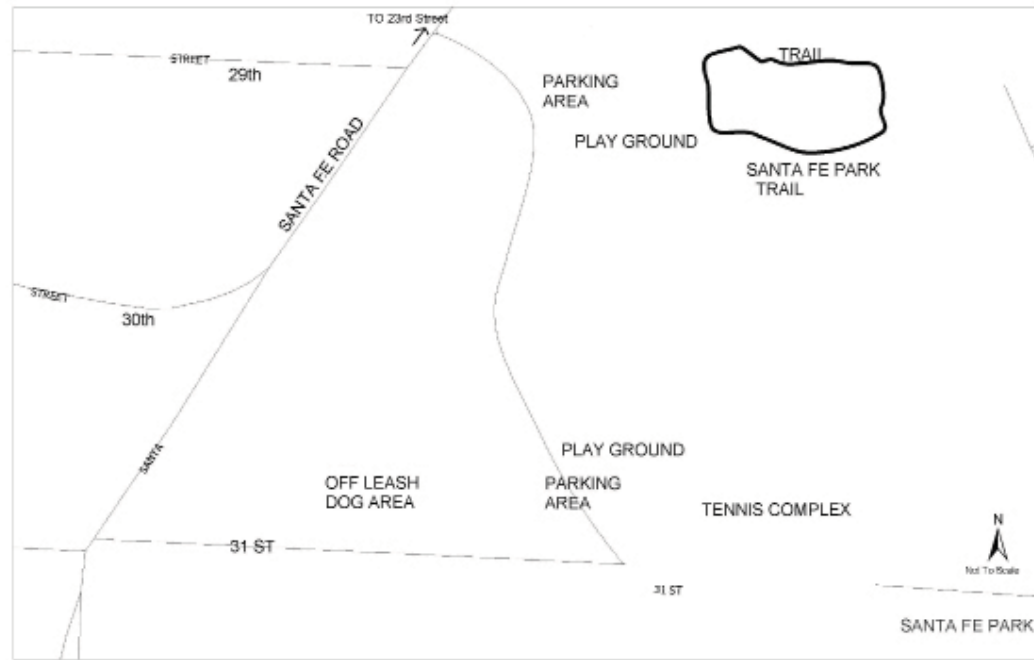 TO 23rd Street
STREET
29th
TRAIL
PARKING
AREA
PLAY GROUND
SANTA FE PARK
TRAIL
SANTA FE ROAD
STREET
30th
SANTA
PLAY GROUND
OFF LEASH
DOG AREA
PARKING
AREA
TENNIS COMPLEX
N
Not To Scale
31 ST
31 ST
SANTA FE PARK